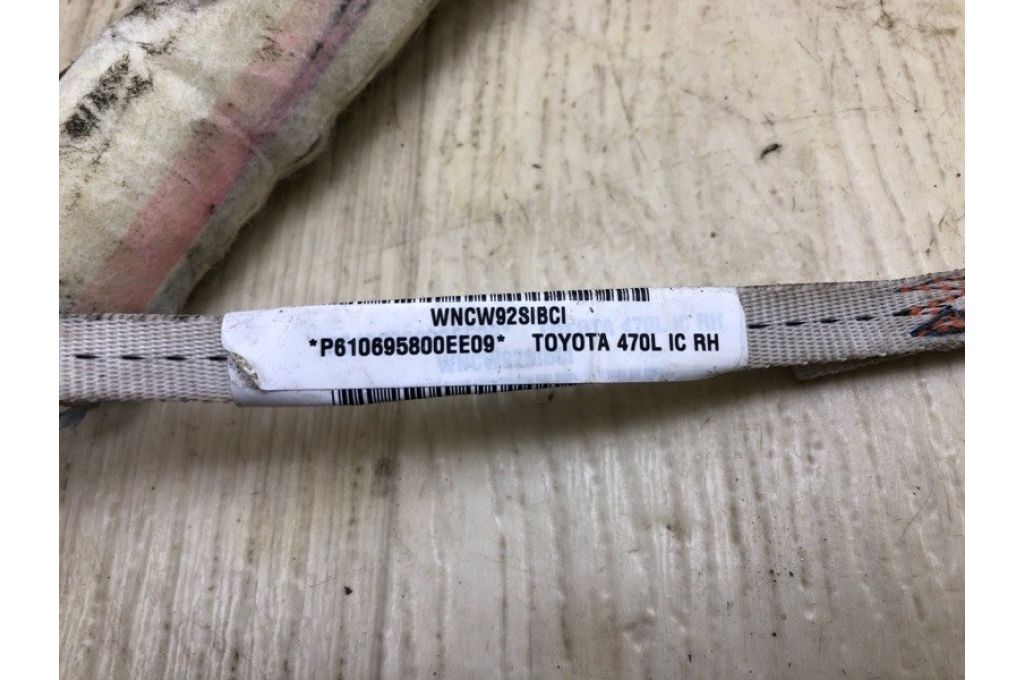 WNCW92SIBCI
*P610695800EE09* TOYOTA 470L IC RH